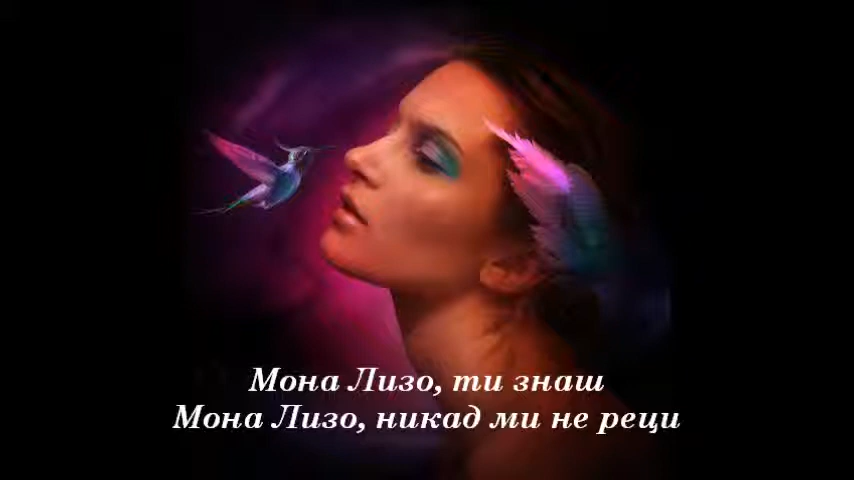 Мона Лизо, ти знаш
Мона Лизо, никад ми не реци